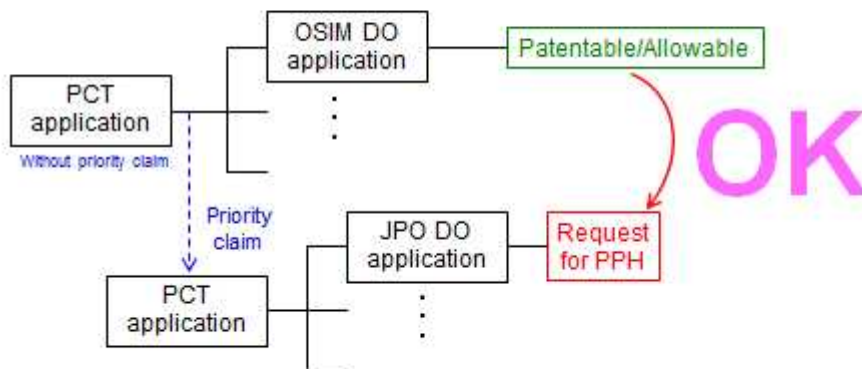 OSIM DO
application
Patentable/Allowable
PCT
application
Without priority claim
OK
Priority
claim
JPO DO
application
Request
for PPH
PCT
application